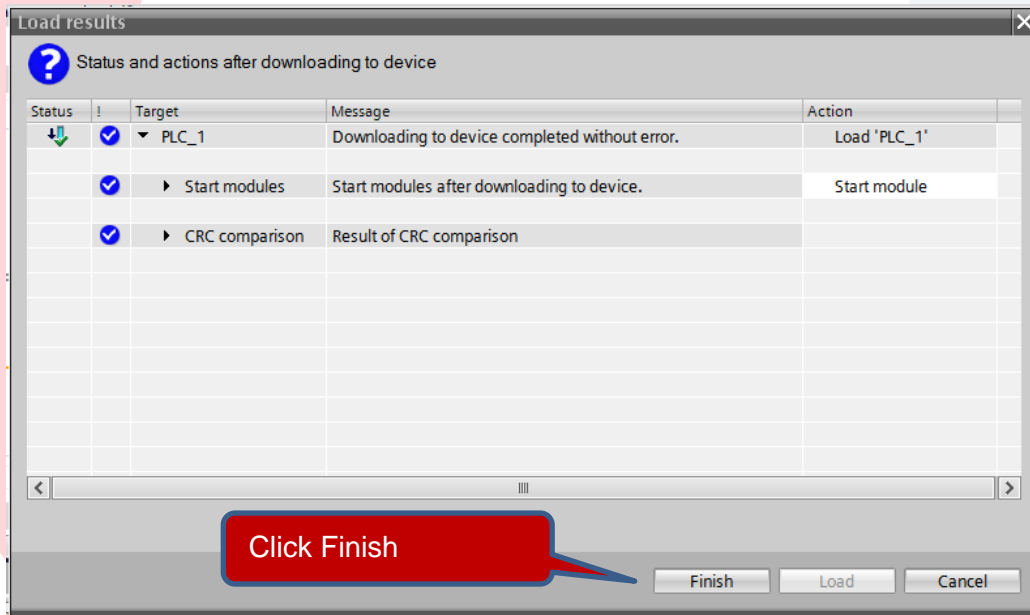 Load results
Status and actions after downloading to device
Status ! Target Message Action
PLC_1 Downloading to device completed without error. Load 'PLC_1'
Start modules Start modules after downloading to device. Start module
CRC comparison Result of CRC comparison
Click Finish
Finish Load Cancel